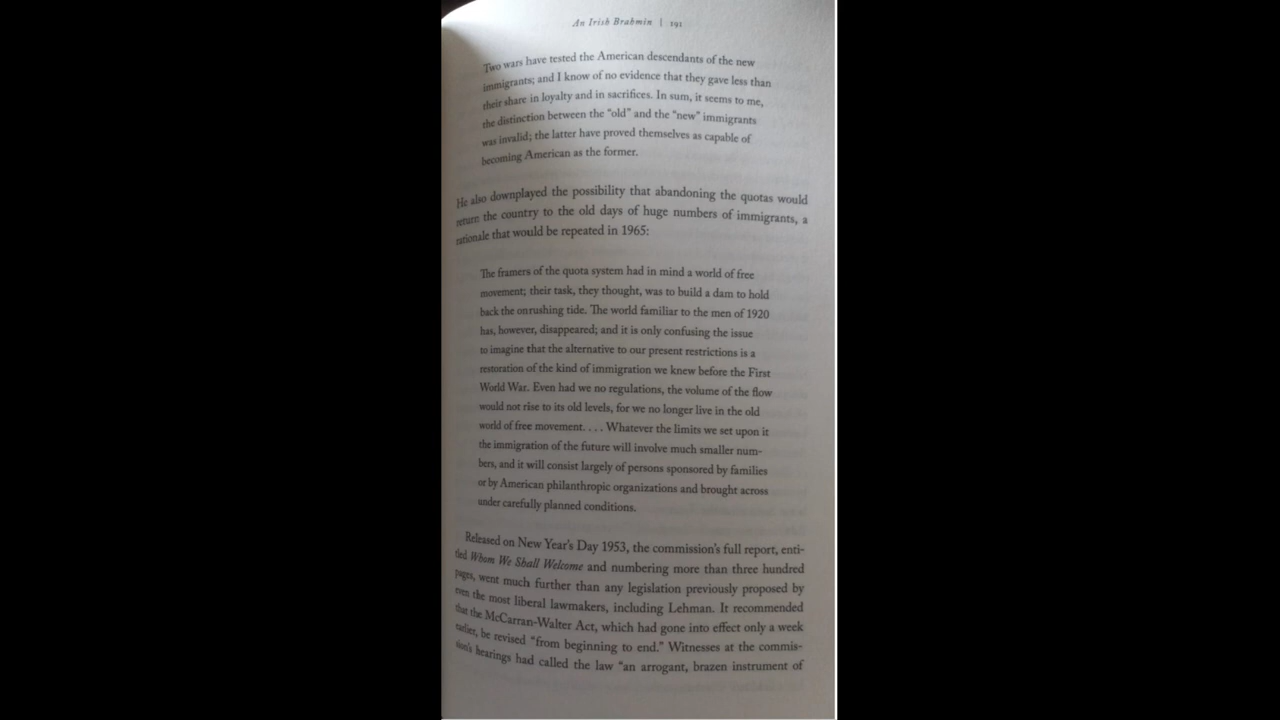 An Irish Brahmin | 191
Two wars have tested the American descendants of the new
immigrants; and I know of no evidence that they gave less than
their share in loyalty and in sacrifices. In sum, it seems to me,
the distinction between the “old” and the “new” immigrants
was invalid; the latter have proved themselves as capable of
becoming American as the former.
He also downplayed the possibility that abandoning the quotas would
return the country to the old days of huge numbers of immigrants, a
rationale that would be repeated in 1965:
The framers of the quota system had in mind a world of free
movement; their task, they thought, was to build a dam to hold
back the onrushing tide. The world familiar to the men of 1920
has, however, disappeared; and it is only confusing the issue
to imagine that the alternative to our present restrictions is a
restoration of the kind of immigration we knew before the First
World War. Even had we no regulations, the volume of the flow
would not rise to its old levels, for we no longer live in the old
world of free movement. . . . Whatever the limits we set upon it
the immigration of the future will involve much smaller num-
bers, and it will consist largely of persons sponsored by families
or by American philanthropic organizations and brought across
under carefully planned conditions.
Released on New Year’s Day 1953, the commission’s full report, enti-
tled Whom We Shall Welcome and numbering more than three hundred
pages, went much further than any legislation previously proposed by
even the most liberal lawmakers, including Lehman. It recommended
that the McCarran-Walter Act, which had gone into effect only a week
earlier, be revised “from beginning to end.” Witnesses at the commis-
sion’s hearings had called the law “an arrogant, brazen instrument of